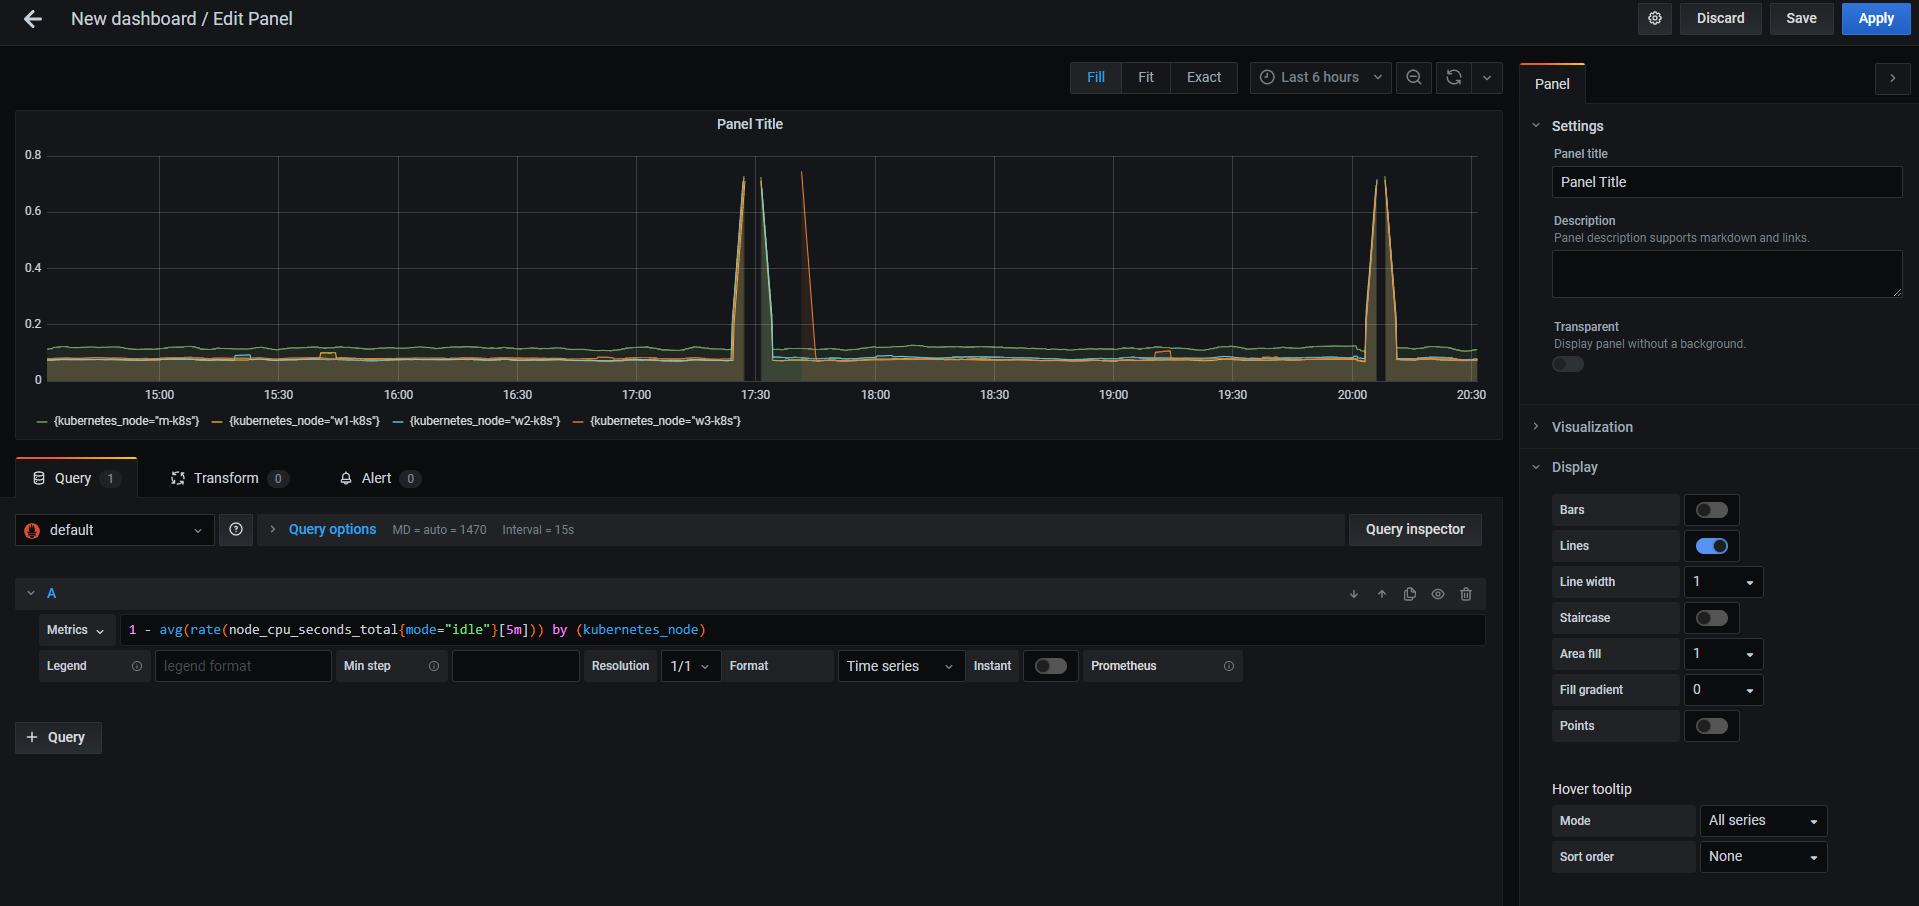 New dashboard / Edit Panel
Discard
Save
Apply
Fill
Fit
Exact
Last 6 hours
Panel Title
0.8
0.6
0.4
0.2
0
15:00
15:30
16:00
16:30
17:00
17:30
18:00
18:30
19:00
19:30
20:00
20:30
{kubernetes_node="m-k8s"}
{kubernetes_node="w1-k8s"}
{kubernetes_node="w2-k8s"}
{kubernetes_node="w3-k8s"}
Query 1
Transform 0
Alert 0
default
Query options
MD = auto = 1470
Interval = 15s
Query inspector
A
Metrics
1 - avg(rate(node_cpu_seconds_total{mode="idle"}[5m])) by (kubernetes_node)
Legend
legend format
Min step
Resolution
1/1
Format
Time series
Instant
Prometheus
+ Query
Panel
Settings
Panel title
Panel Title
Description
Panel description supports markdown and links.
Transparent
Display panel without a background.
Visualization
Display
Bars
Lines
Line width
1
Staircase
Area fill
1
Fill gradient
0
Points
Hover tooltip
Mode
All series
Sort order
None